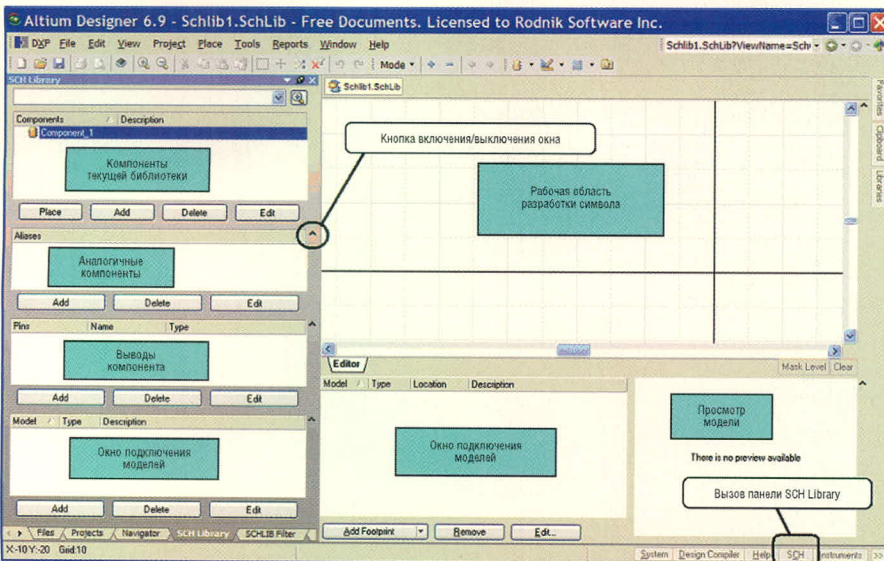 Altium Designer 6.9 - Schlib1.SchLib - Free Documents. Licensed to Rodnik Software Inc.
DXP File Edit View Project Place Tools Reports Window Help
Schlib1.SchLib?ViewName=Sch
Mode
SCH Library
Schlib1.SchLib
Favorites
Clipboard
Libraries
Components / Description
Component_1
Компоненты
текущей библиотеки
Place Add Delete Edit
Кнопка включения/выключения окна
Рабочая область
разработки символа
Aliases
Аналогичные
компоненты
Add Delete Edit
Pins Name Type
Выводы
компонента
Add Delete Edit
Model / Type Description
Окно подключения
моделей
Add Delete Edit
Editor
Mask Level Clear
Model / Type Location Description
Окно подключения
моделей
Просмотр
модели
There is no preview available
Вызов панели SCH Library
Add Footprint Remove Edit...
Files Projects Navigator SCH Library SCHLIB Filter
X:-10 Y:-20 Grid:10
System Design Compiler Help SCH Instruments >>